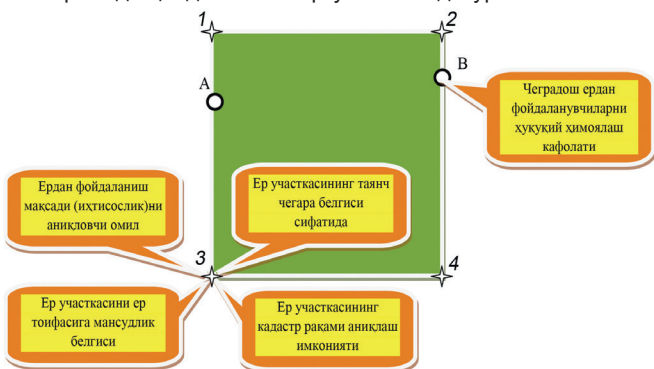 1
2
А
В
Чеградош ердан
фойдаланувчиларни
ҳуқуқий ҳимоялаш
кафолати
Ердан фойдаланиш
мақсади (иҳтисослик)ни
аниқловчи омил
Ер участкасининг таянч
чегара белгиси
сифатида
3
4
Ер участкасини ер
тоифасига мансудлик
белгиси
Ер участкасининг
кадастр рақами аниқлаш
имконияти